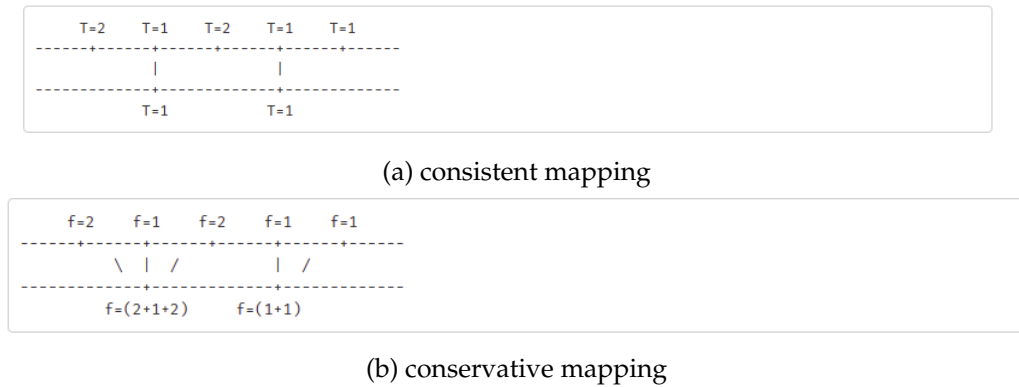 T=2 T=1 T=2 T=1 T=1
------+------+------+------+------+------
| |
-------------+-------------+-------------
T=1 T=1
(a) consistent mapping
f=2 f=1 f=2 f=1 f=1
------+------+------+------+------+------
\ | / | /
-------------+-------------+-------------
f=(2+1+2) f=(1+1)
(b) conservative mapping